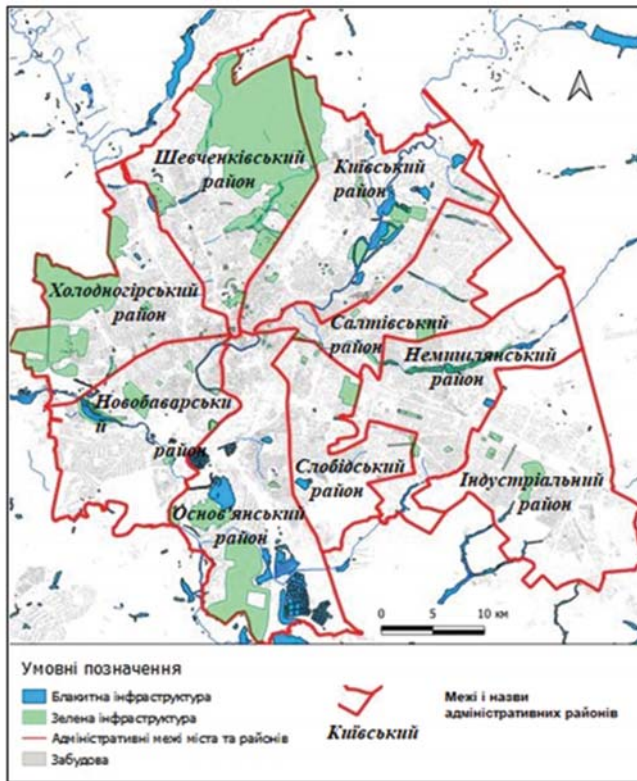 Шевченківський
район
Київський
район
Холодногірський
район
Салтівський
район
Немишлянський
район
Новобаварськи
й
район
Слобідський
район
Індустріальний
район
Основ'янський
район
0 5 10 км
Умовні позначення
Блакитна інфраструктура
Зелена інфраструктура
Адміністративні межі міста та районів
Забудова
Київський
Межі і назви
адміністративних районів